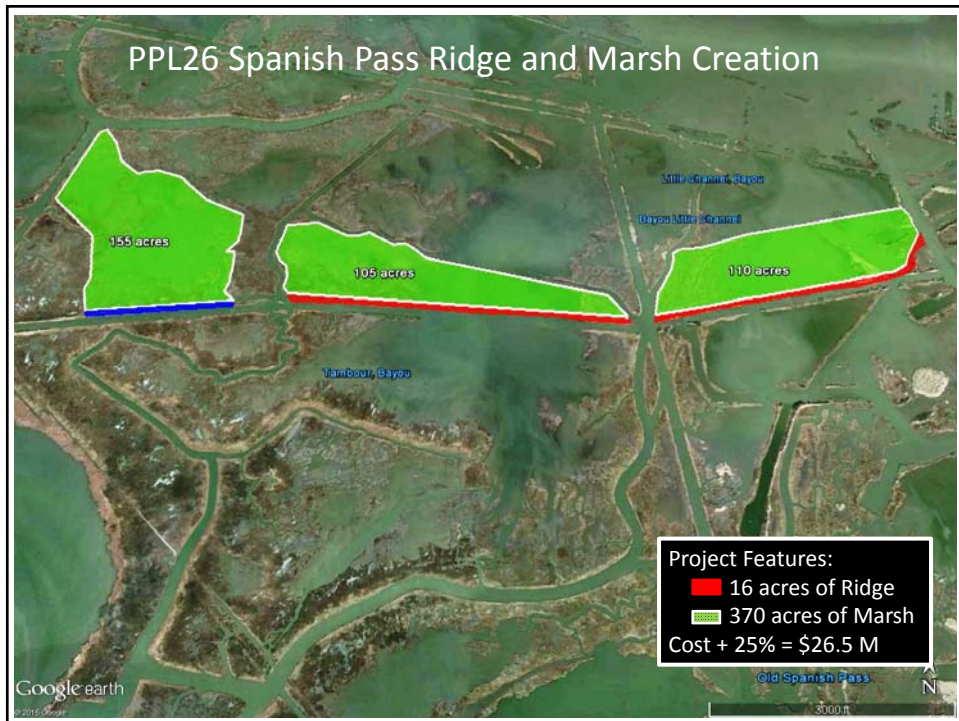 PPL26 Spanish Pass Ridge and Marsh Creation
Little Channel, Bayou
Bayou Little Channel
155 acres
105 acres
110 acres
Tambour, Bayou
Project Features:
16 acres of Ridge
370 acres of Marsh
Cost + 25% = $26.5 M
Old Spanish Pass
N
Google earth
© 2015 Google
3000 ft